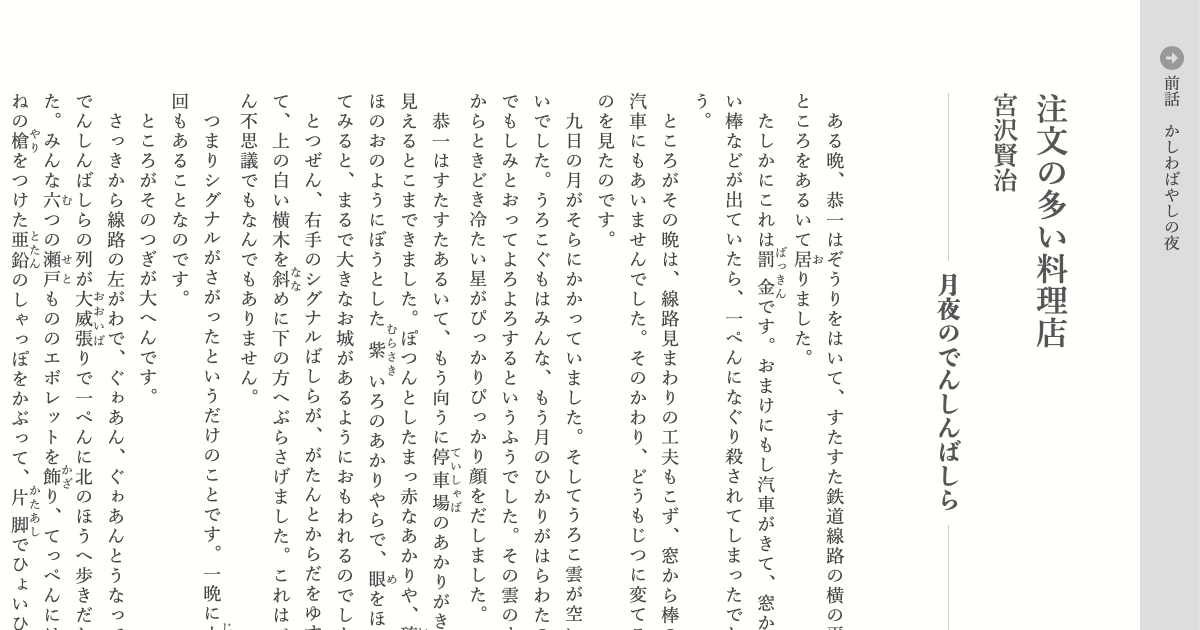 前話 かしわばやしの夜
注文の多い料理店
宮沢賢治
月夜のでんしんばしら
ある晩、恭一はぞうりをはいて、すたすた鉄道線路の横の平
ところをあるいて居りました。
たしかにこれは罰金です。おまけにもし汽車がきて、窓か
い棒などが出ていたら、一ぺんになぐり殺されてしまったでし
う。
ところがその晩は、線路見まわりの工夫もこず、窓から棒の
汽車にもあいませんでした。そのかわり、どうもじつに変てこ
のを見たのです。
九日の月がそらにかかっていました。そしてうろこ雲が空い
いでした。うろこぐもはみんな、もう月のひかりがはらわたの
でもしみとおってよろよろするというふうでした。その雲のす
からときどき冷たい星がぴっかりぴっかり顔をだしました。
恭一はすたすたあるいて、もう向うに停車場のあかりがき
見えるとこまできました。ぽつんとしたまっ赤なあかりや、
ほのおのようにぼうとした紫いろのあかりやらで、眼をほ
てみると、まるで大きなお城があるようにおもわれるのでし
とつぜん、右手のシグナルばしらが、がたんとからだをゆす
て、上の白い横木を斜めに下の方へぶらさげました。これは
ん不思議でもなんでもありません。
つまりシグナルがさがったというだけのことです。一晩に
回もあることなのです。
ところがそのつぎが大へんです。
さっきから線路の左がわで、ぐゎあん、ぐゎあんとうなって
でんしんばしらの列が大威張りで一ぺんに北のほうへ歩きだし
た。みんな六つの瀬戸もののエボレットを飾り、てっぺんには
ねの槍をつけた亜鉛のしゃっぽをかぶって、片脚でひょいひ